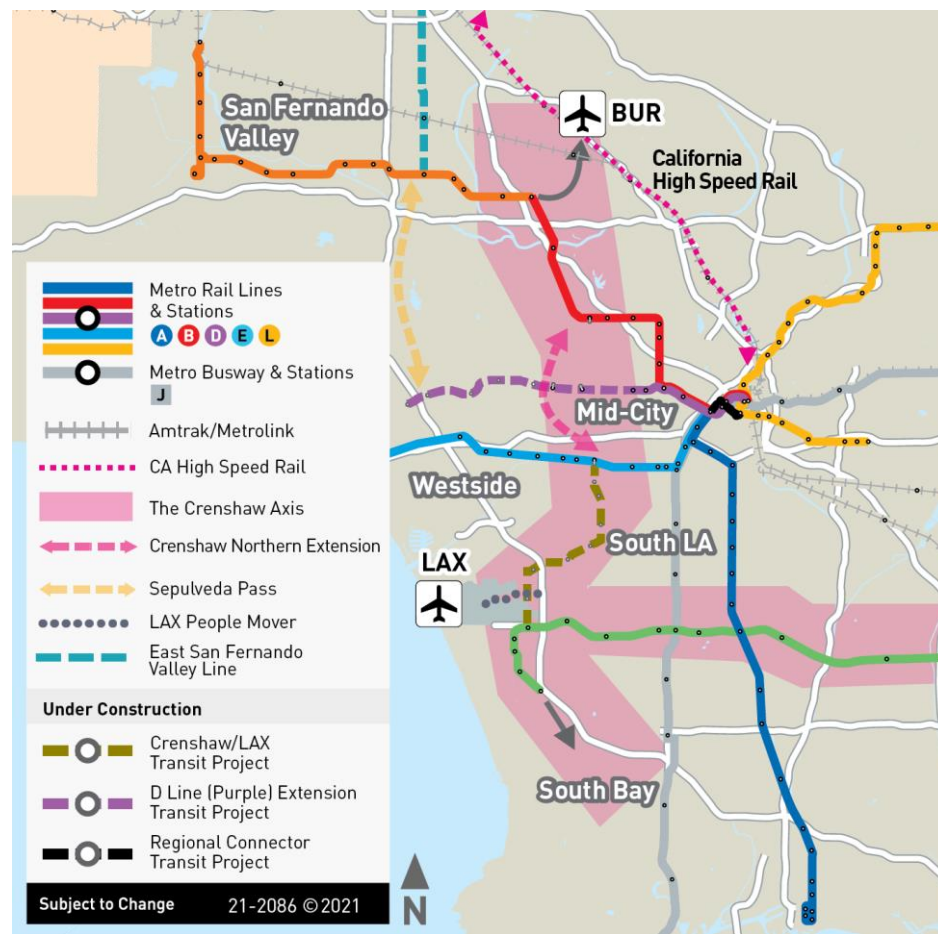 San Fernando
Valley
BUR
California
High Speed Rail
Mid-City
Westside
South LA
LAX
South Bay
Metro Rail Lines
& Stations
A B D E L
Metro Busway & Stations
J
Amtrak/Metrolink
CA High Speed Rail
The Crenshaw Axis
Crenshaw Northern Extension
Sepulveda Pass
LAX People Mover
East San Fernando
Valley Line
Under Construction
Crenshaw/LAX
Transit Project
D Line (Purple) Extension
Transit Project
Regional Connector
Transit Project
Subject to Change 21-2086 ©2021
N